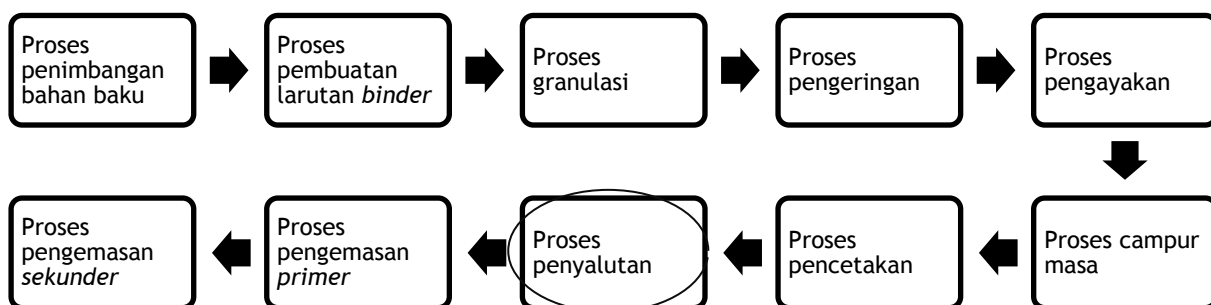 Proses
penimbangan
bahan baku
Proses
pembuatan
larutan binder
Proses
granulasi
Proses
pengeringan
Proses
pengayakan
Proses campur
masa
Proses
pencetakan
Proses
penyalutan
Proses
pengemasan
primer
Proses
pengemasan
sekunder